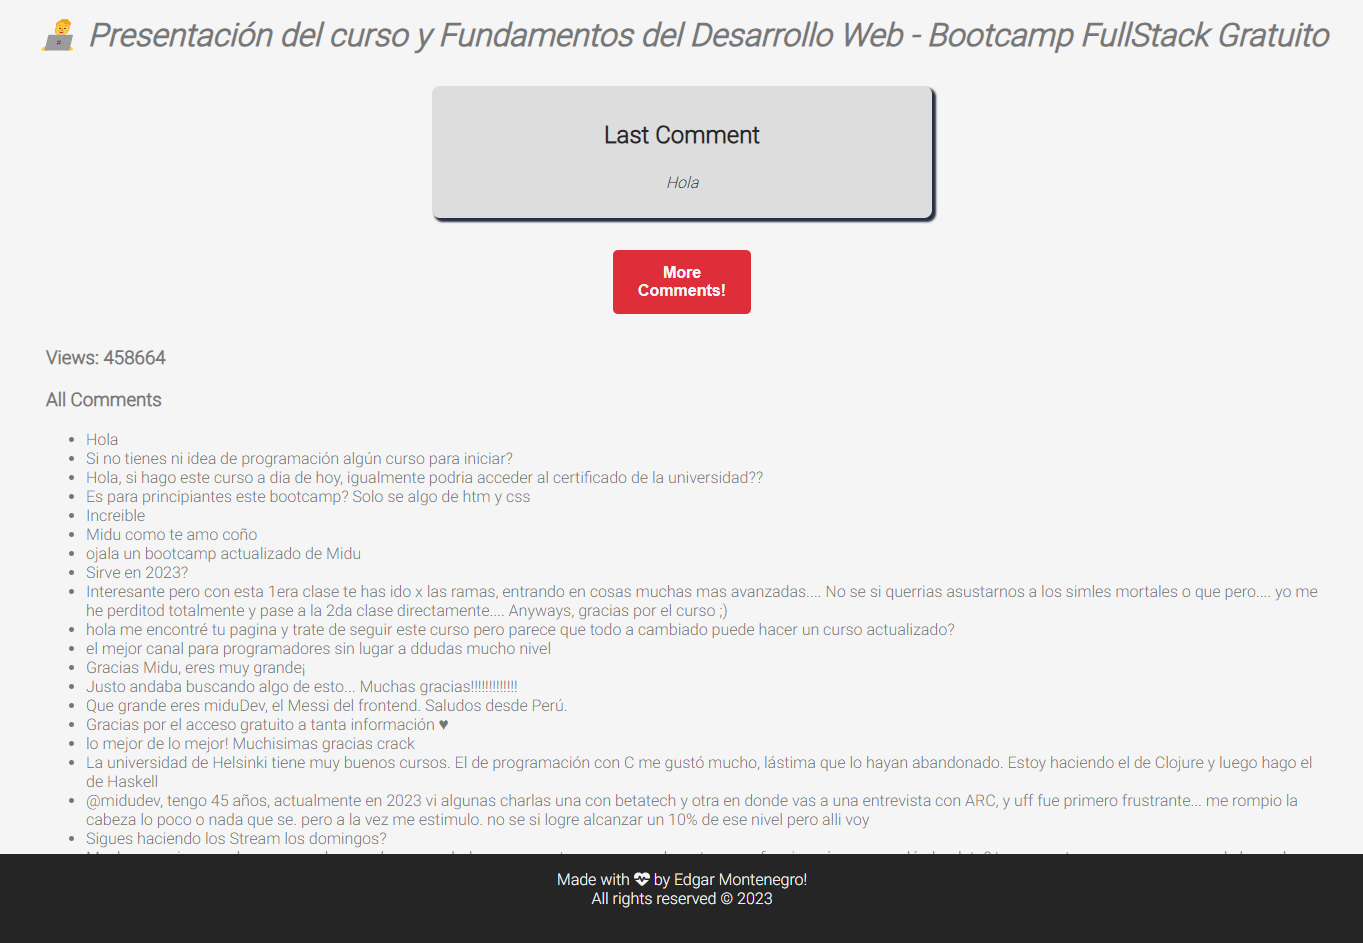 Presentación del curso y Fundamentos del Desarrollo Web - Bootcamp FullStack Gratuito
Last Comment
Hola
More
Comments!
Views: 458664
All Comments
Hola
Si no tienes ni idea de programación algún curso para iniciar?
Hola, si hago este curso a dia de hoy, igualmente podria acceder al certificado de la universidad??
Es para principiantes este bootcamp? Solo se algo de htm y css
Increible
Midu como te amo coño
ojala un bootcamp actualizado de Midu
Sirve en 2023?
Interesante pero con esta 1era clase te has ido x las ramas, entrando en cosas muchas mas avanzadas.... No se si querrias asustarnos a los simles mortales o que pero.... yo me
he perditod totalmente y pase a la 2da clase directamente.... Anyways, gracias por el curso ;)
hola me encontré tu pagina y trate de seguir este curso pero parece que todo a cambiado puede hacer un curso actualizado?
el mejor canal para programadores sin lugar a ddudas mucho nivel
Gracias Midu, eres muy grande¡
Justo andaba buscando algo de esto... Muchas gracias!!!!!!!!!!!!!
Que grande eres miduDev, el Messi del frontend. Saludos desde Perú.
Gracias por el acceso gratuito a tanta información ♥
lo mejor de lo mejor! Muchisimas gracias crack
La universidad de Helsinki tiene muy buenos cursos. El de programación con C me gustó mucho, lástima que lo hayan abandonado. Estoy haciendo el de Clojure y luego hago el
de Haskell
@midudev, tengo 45 años, actualmente en 2023 vi algunas charlas una con betatech y otra en donde vas a una entrevista con ARC, y uff fue primero frustrante... me rompio la
cabeza lo poco o nada que se. pero a la vez me estimulo. no se si logre alcanzar un 10% de ese nivel pero alli voy
Sigues haciendo los Stream los domingos?
Made with by Edgar Montenegro!
All rights reserved © 2023